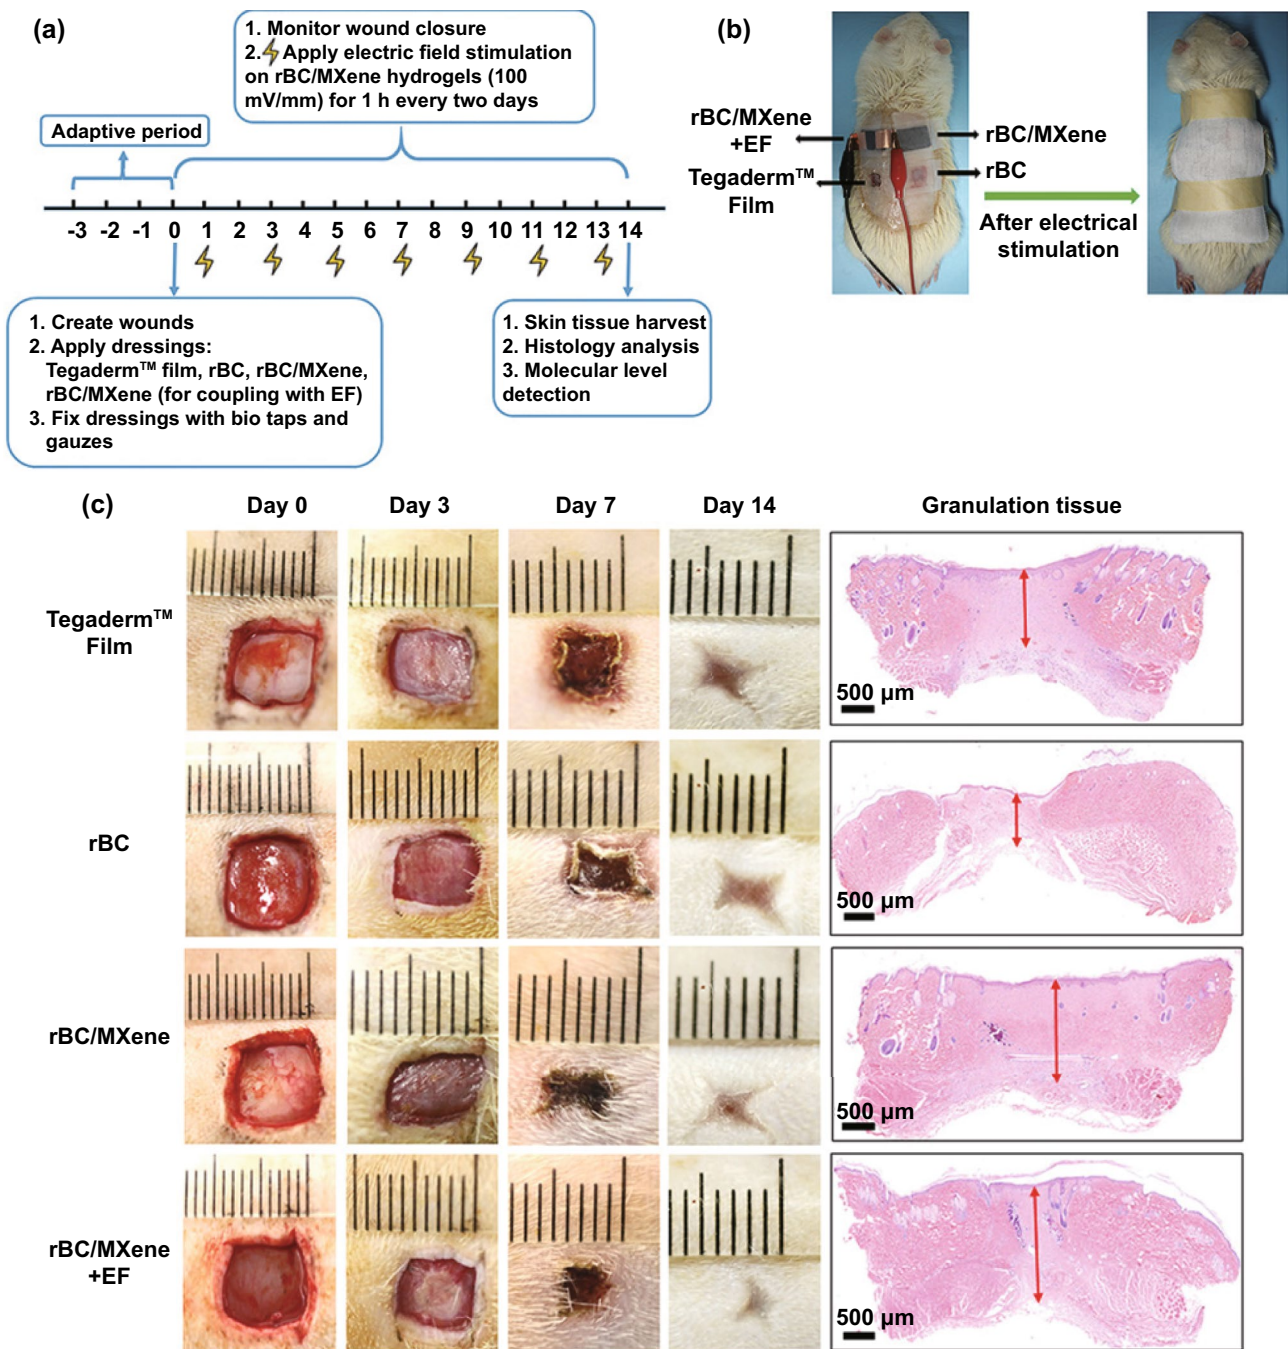 (a)
1. Monitor wound closure
2. Apply electric field stimulation
on rBC/MXene hydrogels (100
mV/mm) for 1 h every two days
Adaptive period
-3 -2 -1 0 1 2 3 4 5 6 7 8 9 10 11 12 13 14
1. Create wounds
2. Apply dressings:
Tegaderm™ film, rBC, rBC/MXene,
rBC/MXene (for coupling with EF)
3. Fix dressings with bio taps and
gauzes
1. Skin tissue harvest
2. Histology analysis
3. Molecular level
detection
(b)
rBC/MXene
+EF
Tegaderm™
Film
rBC/MXene
rBC
After electrical
stimulation
(c)
Day 0 Day 3 Day 7 Day 14 Granulation tissue
Tegaderm™
Film
500 µm
rBC
500 µm
rBC/MXene
500 µm
rBC/MXene
+EF
500 µm